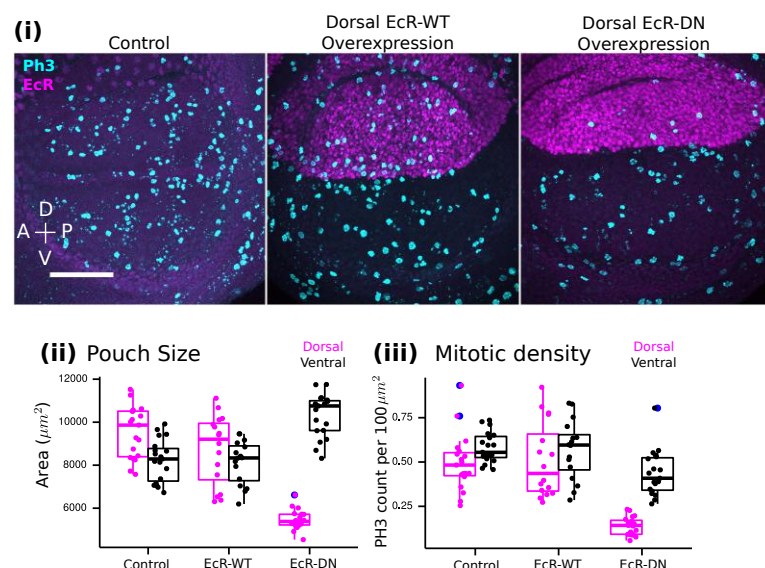 (i)
Control
Dorsal EcR-WT
Overexpression
Dorsal EcR-DN
Overexpression
Ph3
EcR
D
A P
V
(ii) Pouch Size
Dorsal
Ventral
Area (μm²)
12000
10000
8000
6000
Control EcR-WT EcR-DN
(iii) Mitotic density
Dorsal
Ventral
PH3 count per 100μm²
0.75
0.50
0.25
Control EcR-WT EcR-DN